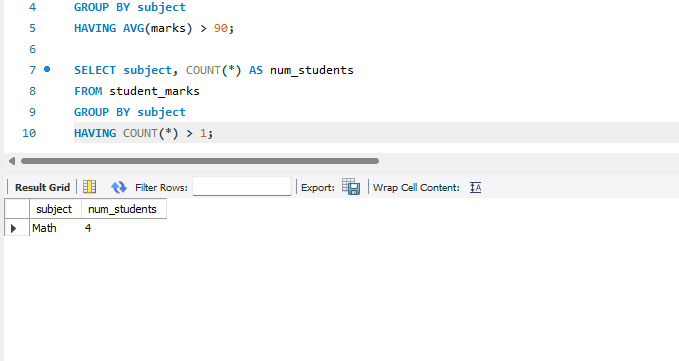 4 GROUP BY subject
5 HAVING AVG(marks) > 90;
6
7 SELECT subject, COUNT(*) AS num_students
8 FROM student_marks
9 GROUP BY subject
10 HAVING COUNT(*) > 1;
Result Grid Filter Rows: Export: Wrap Cell Content: IA
subject num_students
Math 4